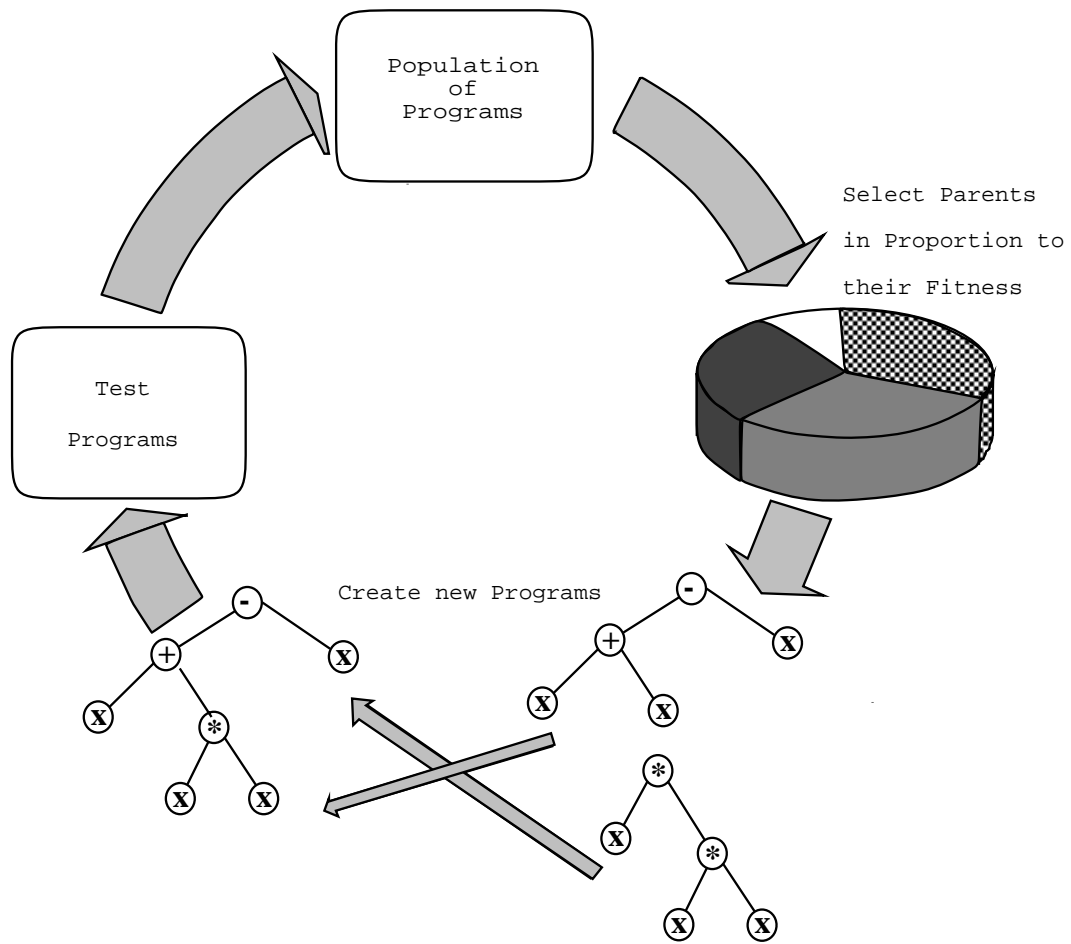 Population
of
Programs
Select Parents
in Proportion to
their Fitness
Test
Programs
Create new Programs
-
+
x
x
*
x
x
-
+
x
x
x
*
x
*
x
x